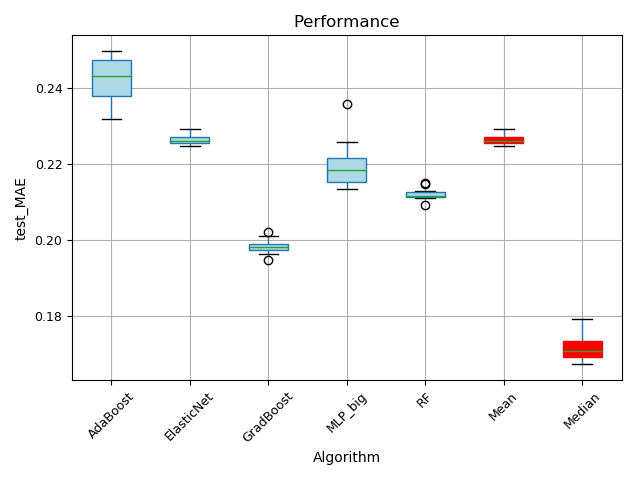 Performance
0.24
0.22
0.20
0.18
test_MAE
AdaBoost
ElasticNet
GradBoost
MLP_big
RF
Mean
Median
Algorithm